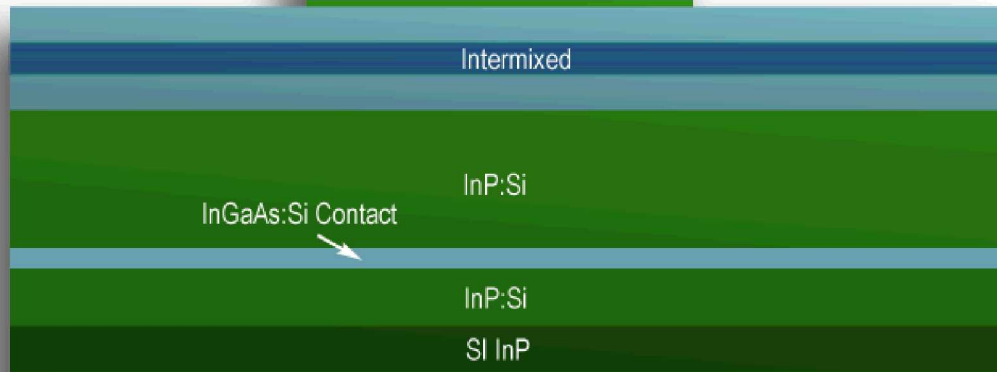 Intermixed
InP:Si
InGaAs:Si Contact
InP:Si
SI InP